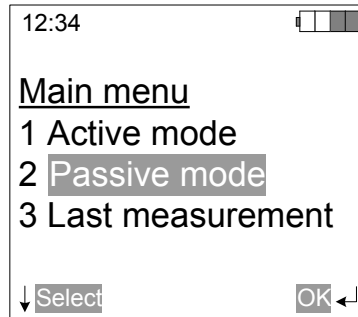 12:34
Main menu
1 Active mode
2 Passive mode
3 Last measurement
Select OK